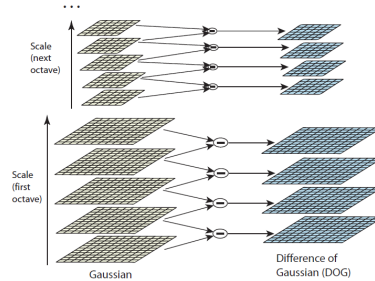 ...
Scale
(next
octave)
Scale
(first
octave)
Gaussian
Difference of
Gaussian (DOG)